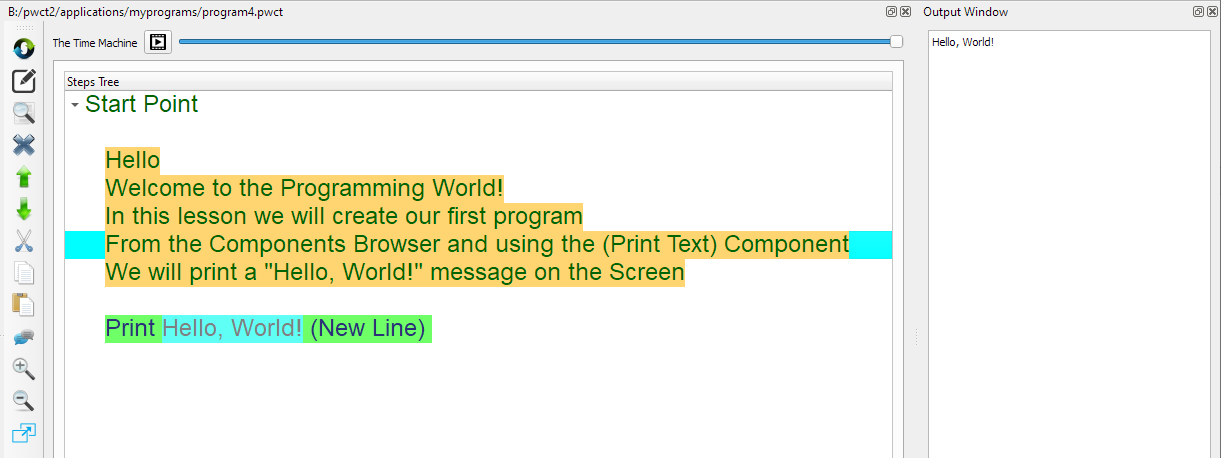 B:/pwct2/applications/myprograms/program4.pwct
The Time Machine
Steps Tree
Start Point
Hello
Welcome to the Programming World!
In this lesson we will create our first program
From the Components Browser and using the (Print Text) Component
We will print a "Hello, World!" message on the Screen
Print Hello, World! (New Line)
Output Window
Hello, World!